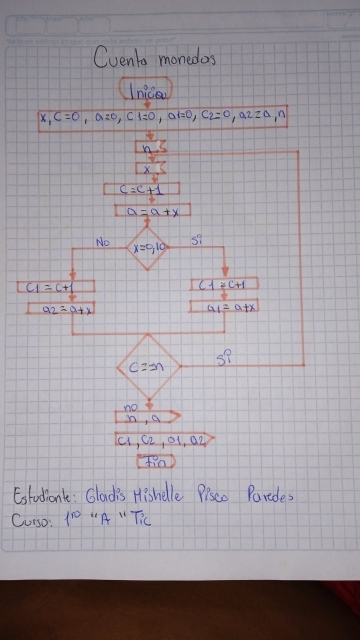 Cuenta monedas
Inicio
x, C=0, a=0, C1=0, a1=0, C2=0, a2=a, n
n
x
C=C+1
a=a+x
No
x=0,10
Si
C1=C+1
C1=C+1
a2=a+x
a1=a+x
Si
no
n, a
C1, C2, a1, a2
Fin
Estudiante: Gladis Mishelle Pisco Paredes
Curso: 1ro "A" Tic